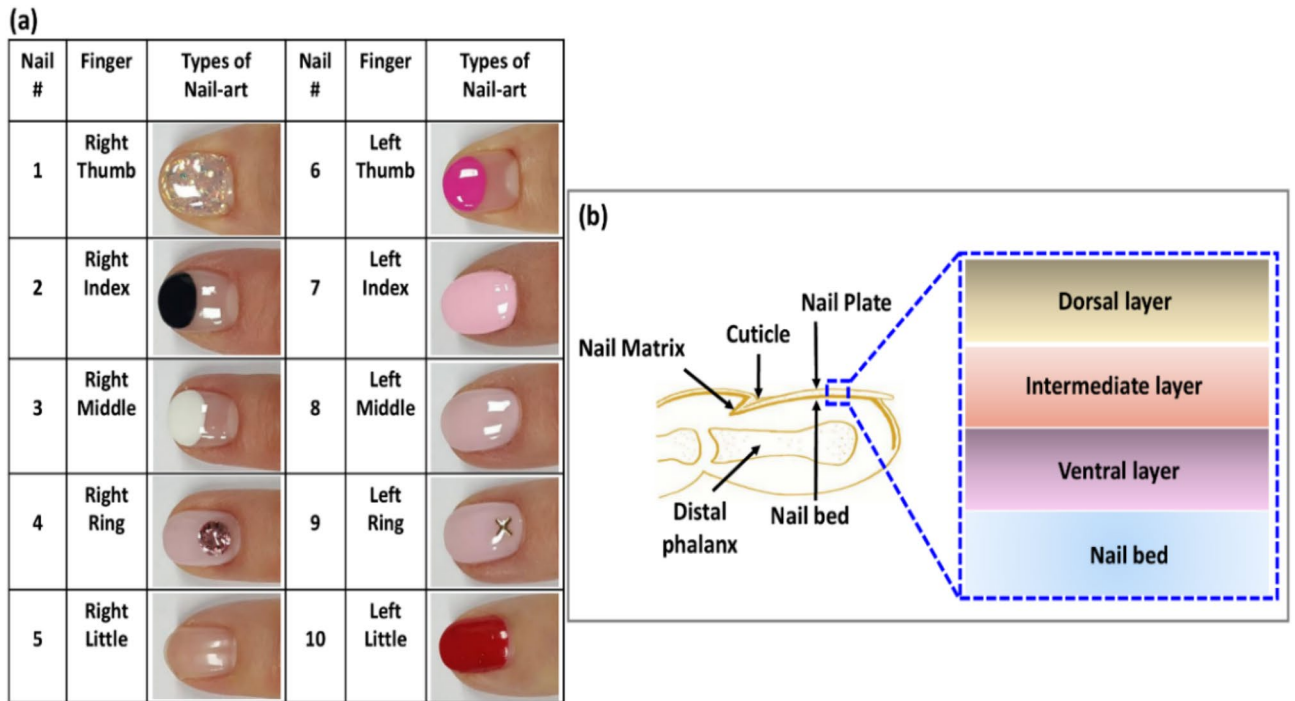 (a)
Nail # Finger Types of Nail-art Nail # Finger Types of Nail-art
1 Right Thumb 6 Left Thumb
2 Right Index 7 Left Index
3 Right Middle 8 Left Middle
4 Right Ring 9 Left Ring
5 Right Little 10 Left Little
(b)
Nail Plate
Cuticle
Nail Matrix
Distal
phalanx
Nail bed
Dorsal layer
Intermediate layer
Ventral layer
Nail bed